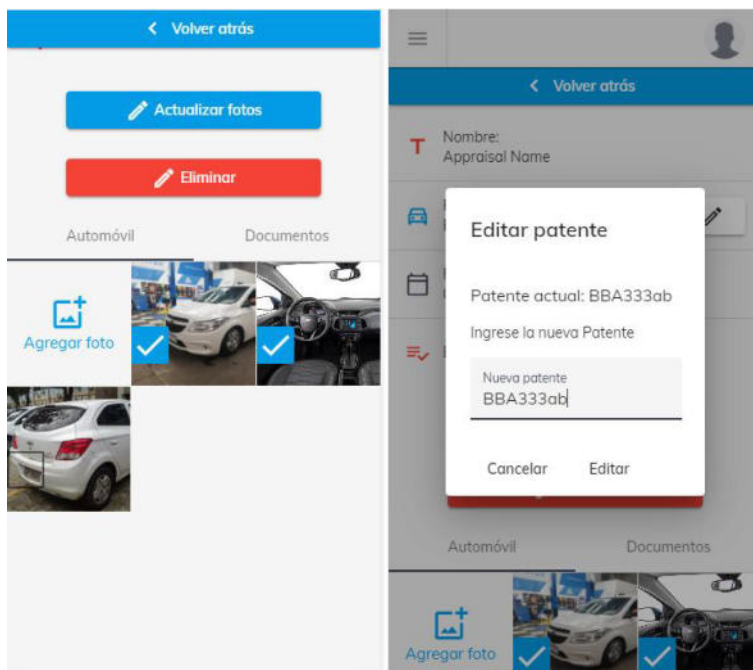 Volver atrás
Actualizar fotos
Eliminar
Automóvil
Documentos
Agregar foto
Volver atrás
Nombre:
Appraisal Name
Editar patente
Patente actual: BBA333ab
Ingrese la nueva Patente
Nueva patente
BBA333ab
Cancelar
Editar
Automóvil
Documentos
Agregar foto